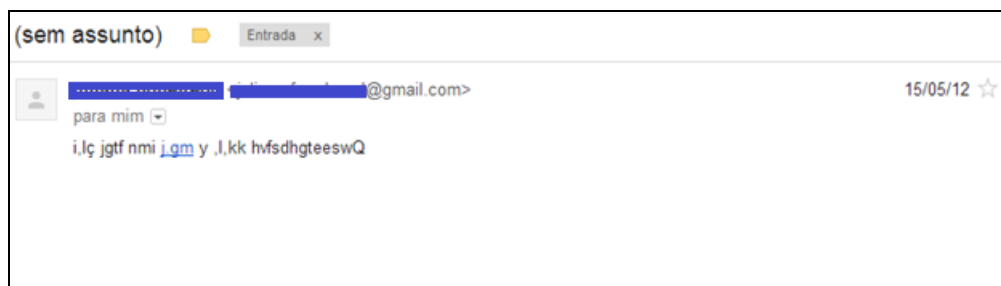 (sem assunto) Entrada x
@gmail.com> 15/05/12
para mim
i,lç jgtf nmi j.gm y ,l,kk hvfsdhgteeswQ